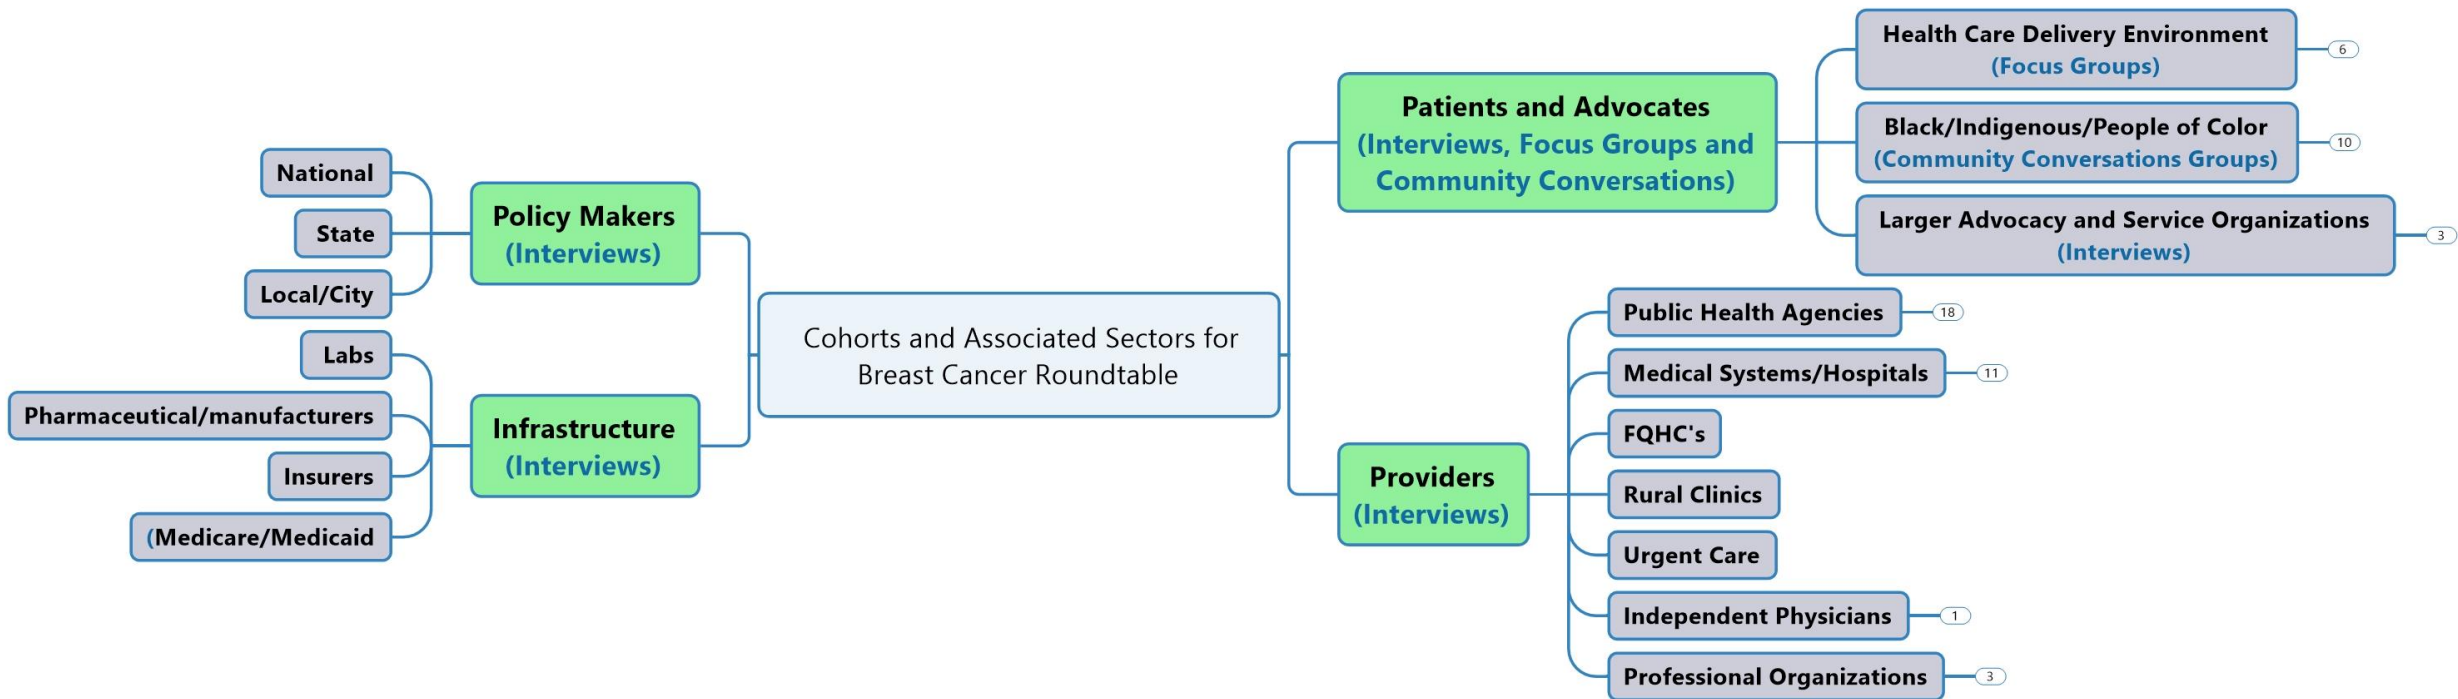 National
State
Local/City
Policy Makers
(Interviews)
Labs
Pharmaceutical/manufacturers
Insurers
(Medicare/Medicaid
Infrastructure
(Interviews)
Cohorts and Associated Sectors for
Breast Cancer Roundtable
Patients and Advocates
(Interviews, Focus Groups and
Community Conversations)
Health Care Delivery Environment
(Focus Groups)
6
Black/Indigenous/People of Color
(Community Conversations Groups)
10
Larger Advocacy and Service Organizations
(Interviews)
3
Providers
(Interviews)
Public Health Agencies
18
Medical Systems/Hospitals
11
FQHC's
Rural Clinics
Urgent Care
Independent Physicians
1
Professional Organizations
3